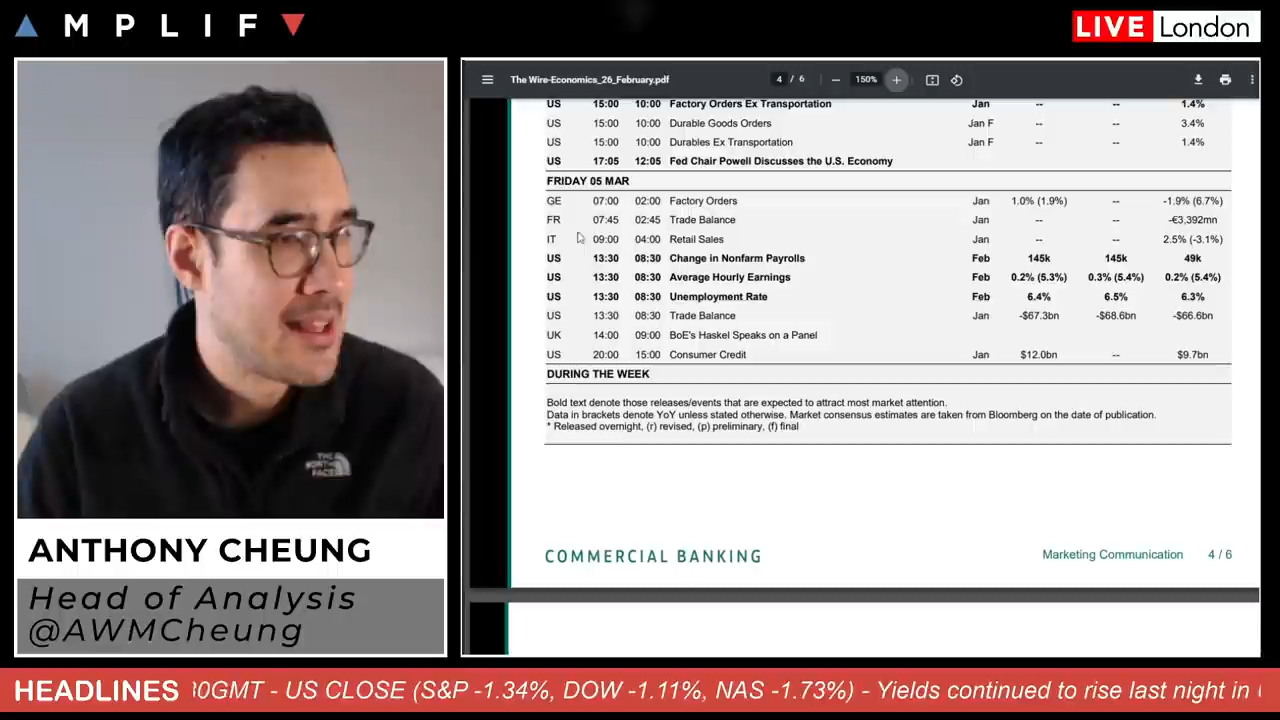 AMPLIFY
LIVE London
The Wire-Economics_26_February.pdf 4 / 6 150%
US 15:00 10:00 Factory Orders Ex Transportation Jan -- -- 1.4%
US 15:00 10:00 Durable Goods Orders Jan F -- -- 3.4%
US 15:00 10:00 Durables Ex Transportation Jan F -- -- 1.4%
US 17:05 12:05 Fed Chair Powell Discusses the U.S. Economy
FRIDAY 05 MAR
GE 07:00 02:00 Factory Orders Jan 1.0% (1.9%) -- -1.9% (6.7%)
FR 07:45 02:45 Trade Balance Jan -- -- -€3,392mn
IT 09:00 04:00 Retail Sales Jan -- -- 2.5% (-3.1%)
US 13:30 08:30 Change in Nonfarm Payrolls Feb 145k 145k 49k
US 13:30 08:30 Average Hourly Earnings Feb 0.2% (5.3%) 0.3% (5.4%) 0.2% (5.4%)
US 13:30 08:30 Unemployment Rate Feb 6.4% 6.5% 6.3%
US 13:30 08:30 Trade Balance Jan -$67.3bn -$68.6bn -$66.6bn
UK 14:00 09:00 BoE's Haskel Speaks on a Panel
US 20:00 15:00 Consumer Credit Jan $12.0bn -- $9.7bn
DURING THE WEEK
Bold text denote those releases/events that are expected to attract most market attention.
Data in brackets denote YoY unless stated otherwise. Market consensus estimates are taken from Bloomberg on the date of publication.
* Released overnight, (r) revised, (p) preliminary, (f) final
COMMERCIAL BANKING
Marketing Communication 4 / 6
THE NORTH FACE
ANTHONY CHEUNG
Head of Analysis
@AWMCheung
HEADLINES 30GMT - US CLOSE (S&P -1.34%, DOW -1.11%, NAS -1.73%) - Yields continued to rise last night in